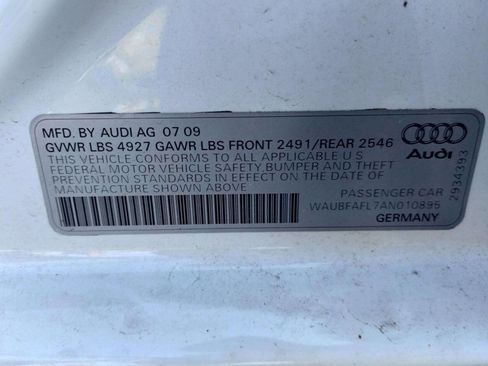 MFD. BY AUDI AG 07 09
GVWR LBS 4927 GAWR LBS FRONT 2491/REAR 2546
THIS VEHICLE CONFORMS TO ALL APPLICABLE U S
FEDERAL MOTOR VEHICLE SAFETY, BUMPER AND THEFT
PREVENTION STANDARDS IN EFFECT ON THE DATE OF
MANUFACTURE SHOWN ABOVE
PASSENGER CAR
WAUBFAFL7AN010895
GERMANY
Audi
2934393